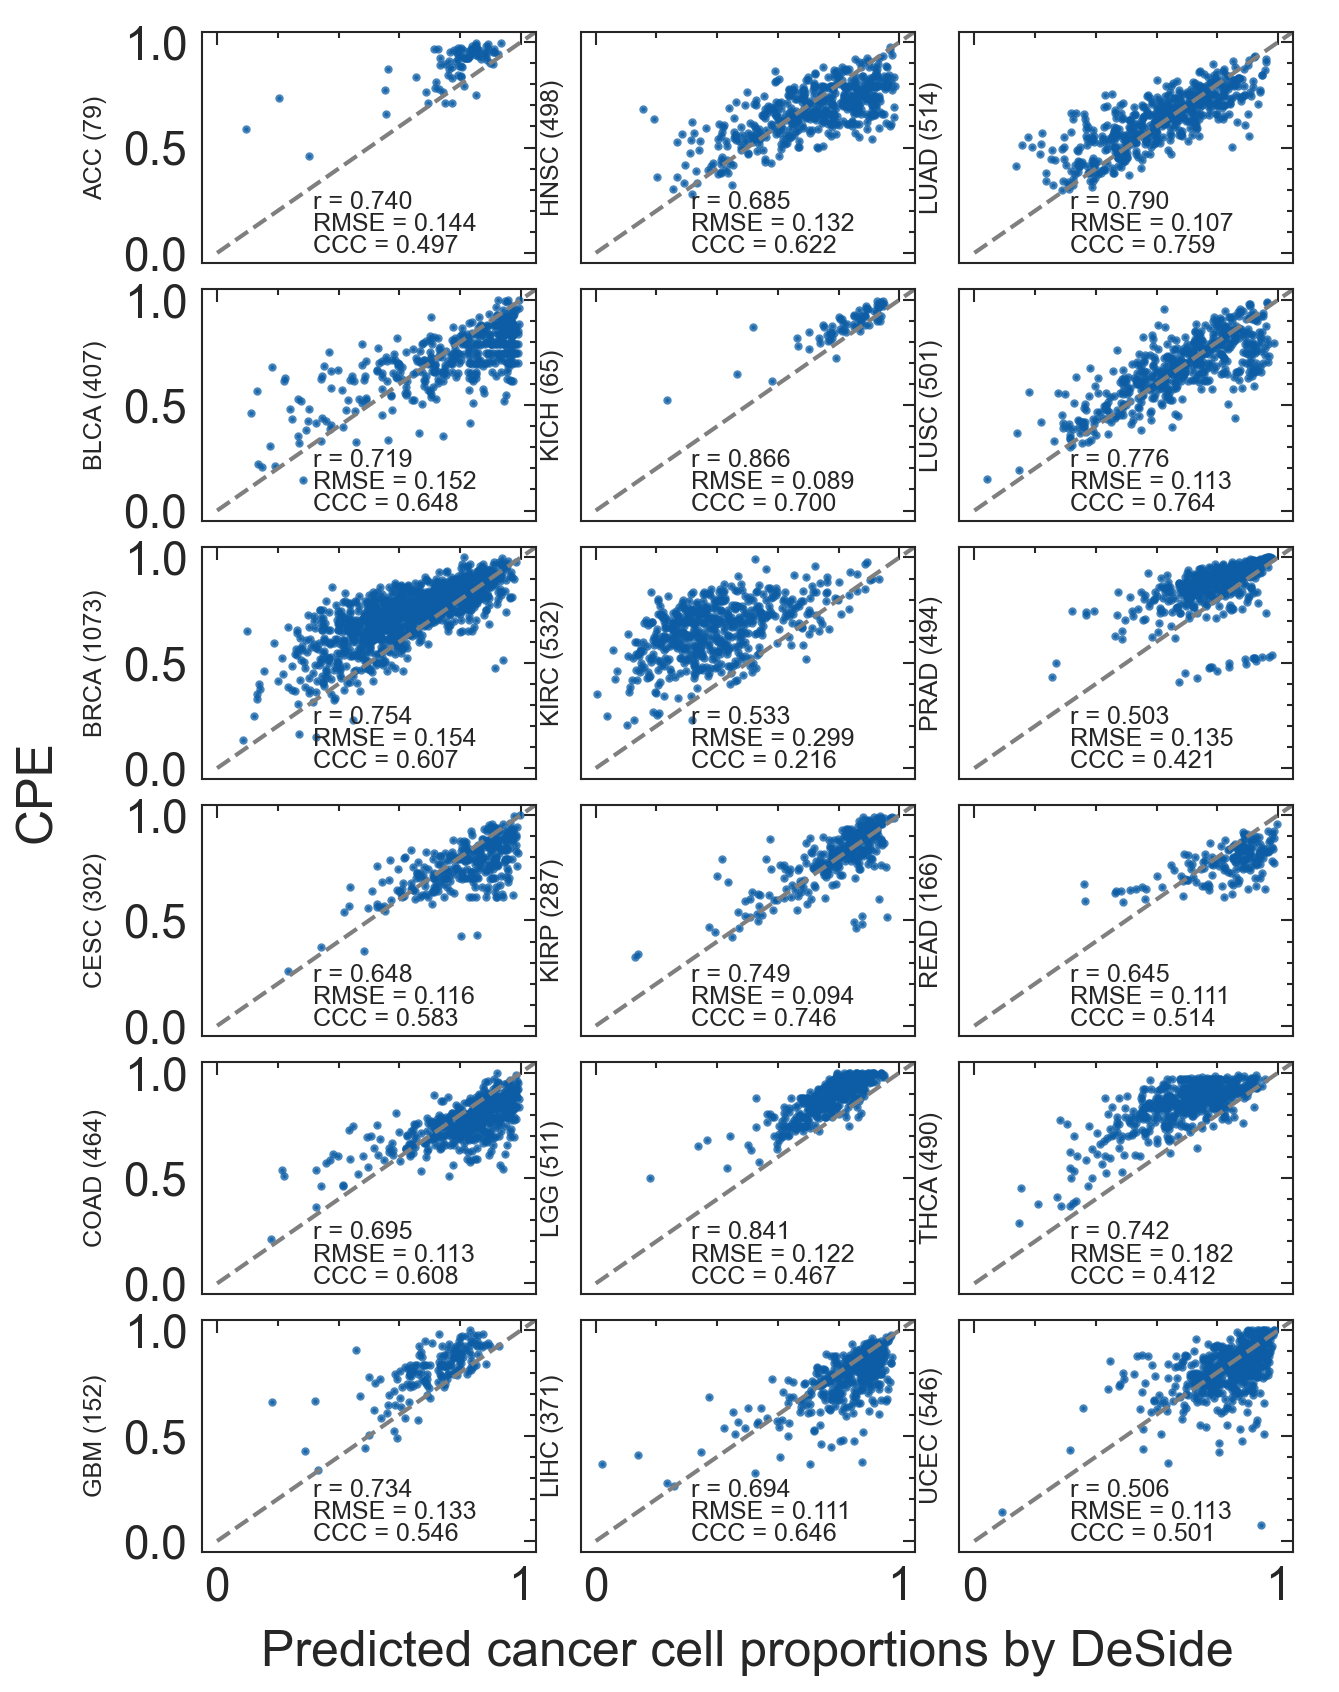 CPE
1.0
0.5
0.0
ACC (79)
r = 0.740
RMSE = 0.144
CCC = 0.497
HNSC (498)
r = 0.685
RMSE = 0.132
CCC = 0.622
LUAD (514)
r = 0.790
RMSE = 0.107
CCC = 0.759
1.0
0.5
0.0
BLCA (407)
r = 0.719
RMSE = 0.152
CCC = 0.648
KICH (65)
r = 0.866
RMSE = 0.089
CCC = 0.700
LUSC (501)
r = 0.776
RMSE = 0.113
CCC = 0.764
1.0
0.5
0.0
BRCA (1073)
r = 0.754
RMSE = 0.154
CCC = 0.607
KIRC (532)
r = 0.533
RMSE = 0.299
CCC = 0.216
PRAD (494)
r = 0.503
RMSE = 0.135
CCC = 0.421
1.0
0.5
0.0
CESC (302)
r = 0.648
RMSE = 0.116
CCC = 0.583
KIRP (287)
r = 0.749
RMSE = 0.094
CCC = 0.746
READ (166)
r = 0.645
RMSE = 0.111
CCC = 0.514
1.0
0.5
0.0
COAD (464)
r = 0.695
RMSE = 0.113
CCC = 0.608
LGG (511)
r = 0.841
RMSE = 0.122
CCC = 0.467
THCA (490)
r = 0.742
RMSE = 0.182
CCC = 0.412
1.0
0.5
0.0
GBM (152)
r = 0.734
RMSE = 0.133
CCC = 0.546
LIHC (371)
r = 0.694
RMSE = 0.111
CCC = 0.646
UCEC (546)
r = 0.506
RMSE = 0.113
CCC = 0.501
0 1
0 1
0 1
Predicted cancer cell proportions by DeSide